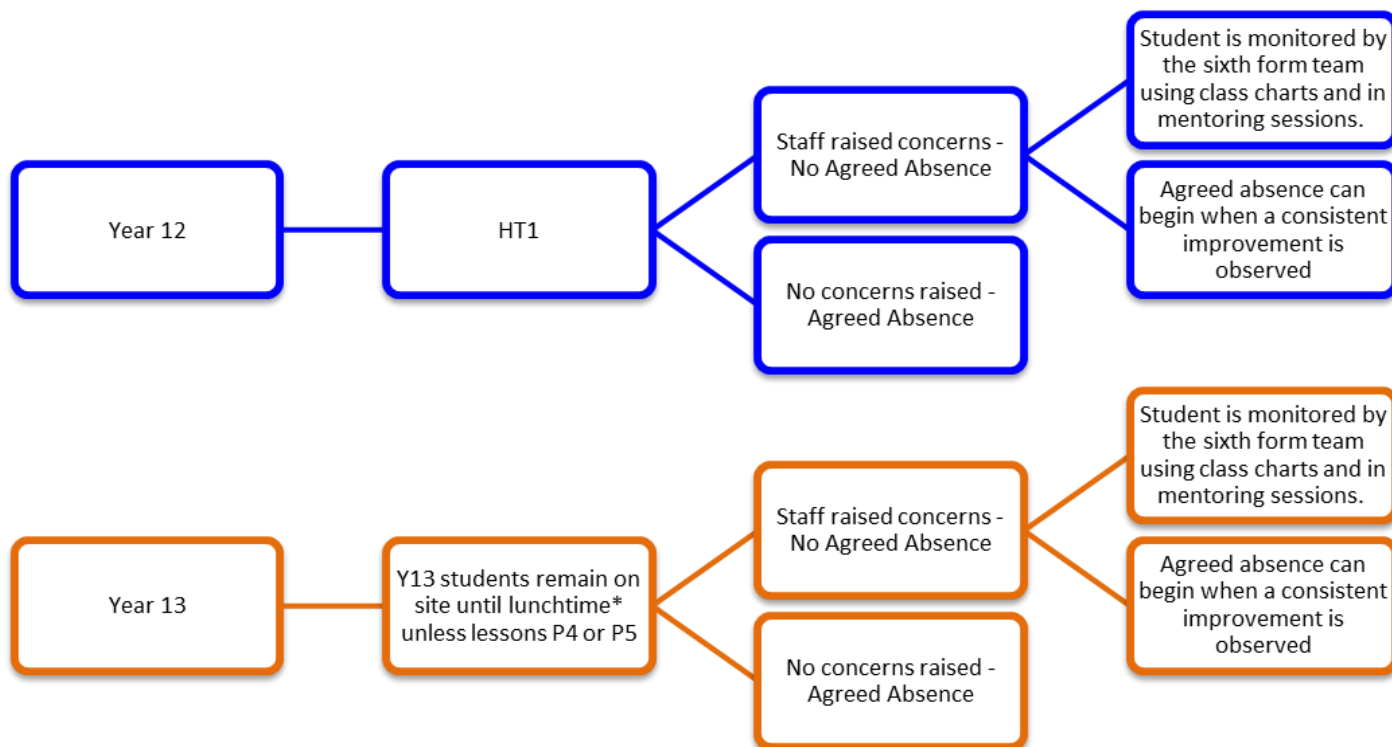 Year 12
HT1
Staff raised concerns -
No Agreed Absence
Student is monitored by
the sixth form team
using class charts and in
mentoring sessions.
Agreed absence can
begin when a consistent
improvement is
observed
No concerns raised -
Agreed Absence
Year 13
Y13 students remain on
site until lunchtime*
unless lessons P4 or P5
Staff raised concerns -
No Agreed Absence
Student is monitored by
the sixth form team
using class charts and in
mentoring sessions.
Agreed absence can
begin when a consistent
improvement is
observed
No concerns raised -
Agreed Absence